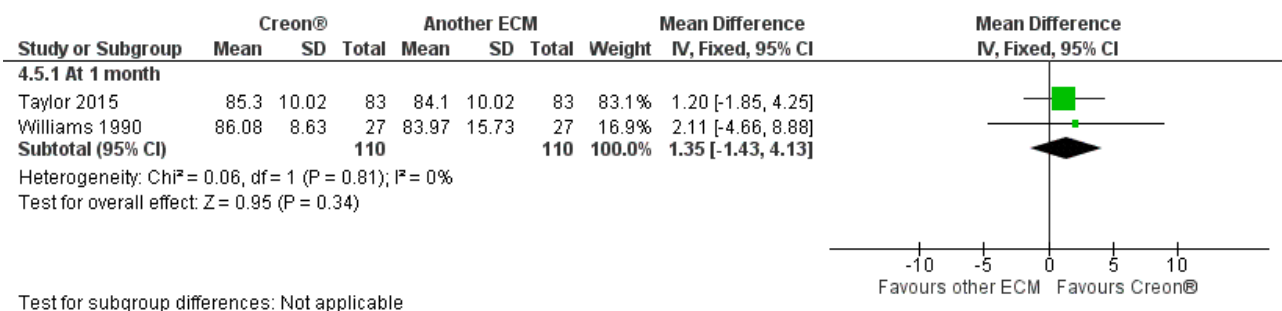 Creon® Another ECM Mean Difference Mean Difference
Study or Subgroup Mean SD Total Mean SD Total Weight IV, Fixed, 95% CI IV, Fixed, 95% CI
4.5.1 At 1 month
Taylor 2015 85.3 10.02 83 84.1 10.02 83 83.1% 1.20 [-1.85, 4.25]
Williams 1990 86.08 8.63 27 83.97 15.73 27 16.9% 2.11 [-4.66, 8.88]
Subtotal (95% CI) 110 110 100.0% 1.35 [-1.43, 4.13]
Heterogeneity: Chi² = 0.06, df = 1 (P = 0.81); I² = 0%
Test for overall effect: Z = 0.95 (P = 0.34)
-10 -5 0 5 10
Favours other ECM Favours Creon®
Test for subgroup differences: Not applicable